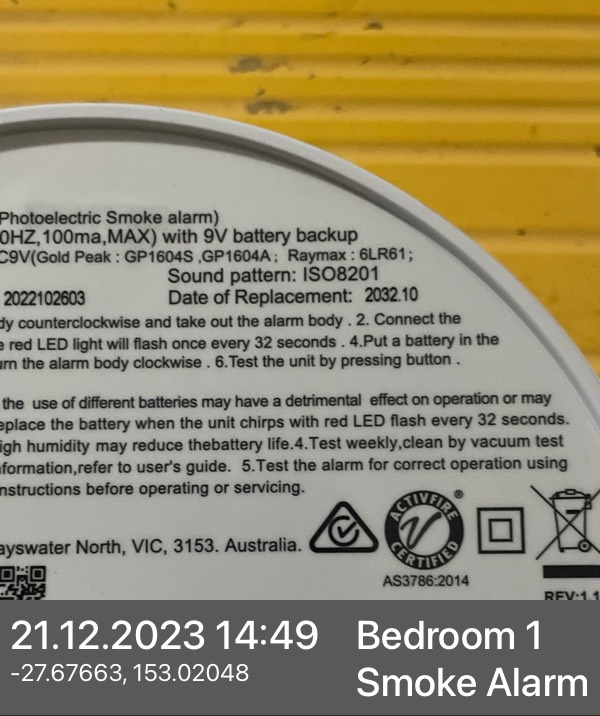 Photoelectric Smoke alarm)
0HZ,100ma,MAX) with 9V battery backup
C9V(Gold Peak : GP1604S ,GP1604A ; Raymax : 6LR61;
Sound pattern: ISO8201
2022102603 Date of Replacement: 2032.10
dy counterclockwise and take out the alarm body . 2. Connect the
e red LED light will flash once every 32 seconds . 4.Put a battery in the
urn the alarm body clockwise . 6.Test the unit by pressing button .
the use of different batteries may have a detrimental effect on operation or may
eplace the battery when the unit chirps with red LED flash every 32 seconds.
igh humidity may reduce thebattery life.4.Test weekly,clean by vacuum test
nformation,refer to user's guide. 5.Test the alarm for correct operation using
nstructions before operating or servicing.
ayswater North, VIC, 3153. Australia.
ACTIVFIRE ®
CERTIFIED
AS3786:2014
REV:1.1
21.12.2023 14:49 Bedroom 1
-27.67663, 153.02048 Smoke Alarm